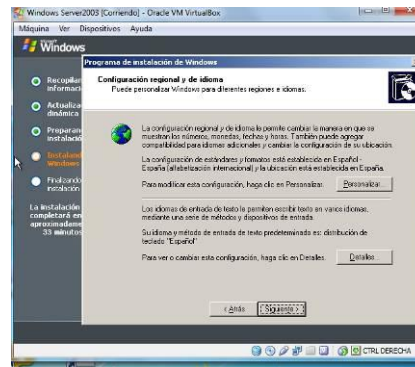 Windows Server2003 [Corriendo] - Oracle VM VirtualBox
Máquina Ver Dispositivos Ayuda
Windows
Programa de instalación de Windows
Configuración regional y de idioma
Puede personalizar Windows para diferentes regiones e idiomas.
Recopilan
informaci
Actualiza
dinámica
Preparan
instalació
Instalando
Windows
Finalizando
instalación
La instalación
completará en
aproximadame
33 minutos
La configuración regional y de idioma le permite cambiar la manera en que se
muestran los números, monedas, fechas y horas. También puede agregar
compatibilidad para idiomas adicionales y cambiar la configuración de su ubicación.
La configuración de estándares y formatos está establecida en Español -
España (alfabetización internacional) y la ubicación está establecida en España.
Para modificar esta configuración, haga clic en Personalizar.
Personalizar...
Los idiomas de entrada de texto le permiten escribir texto en varios idiomas,
mediante una serie de métodos y dispositivos de entrada.
Su idioma y método de entrada de texto predeterminado es: distribución de
teclado "Español"
Para ver o cambiar esta configuración, haga clic en Detalles.
Detalles...
< Atrás
Siguiente >
CTRL DERECHA